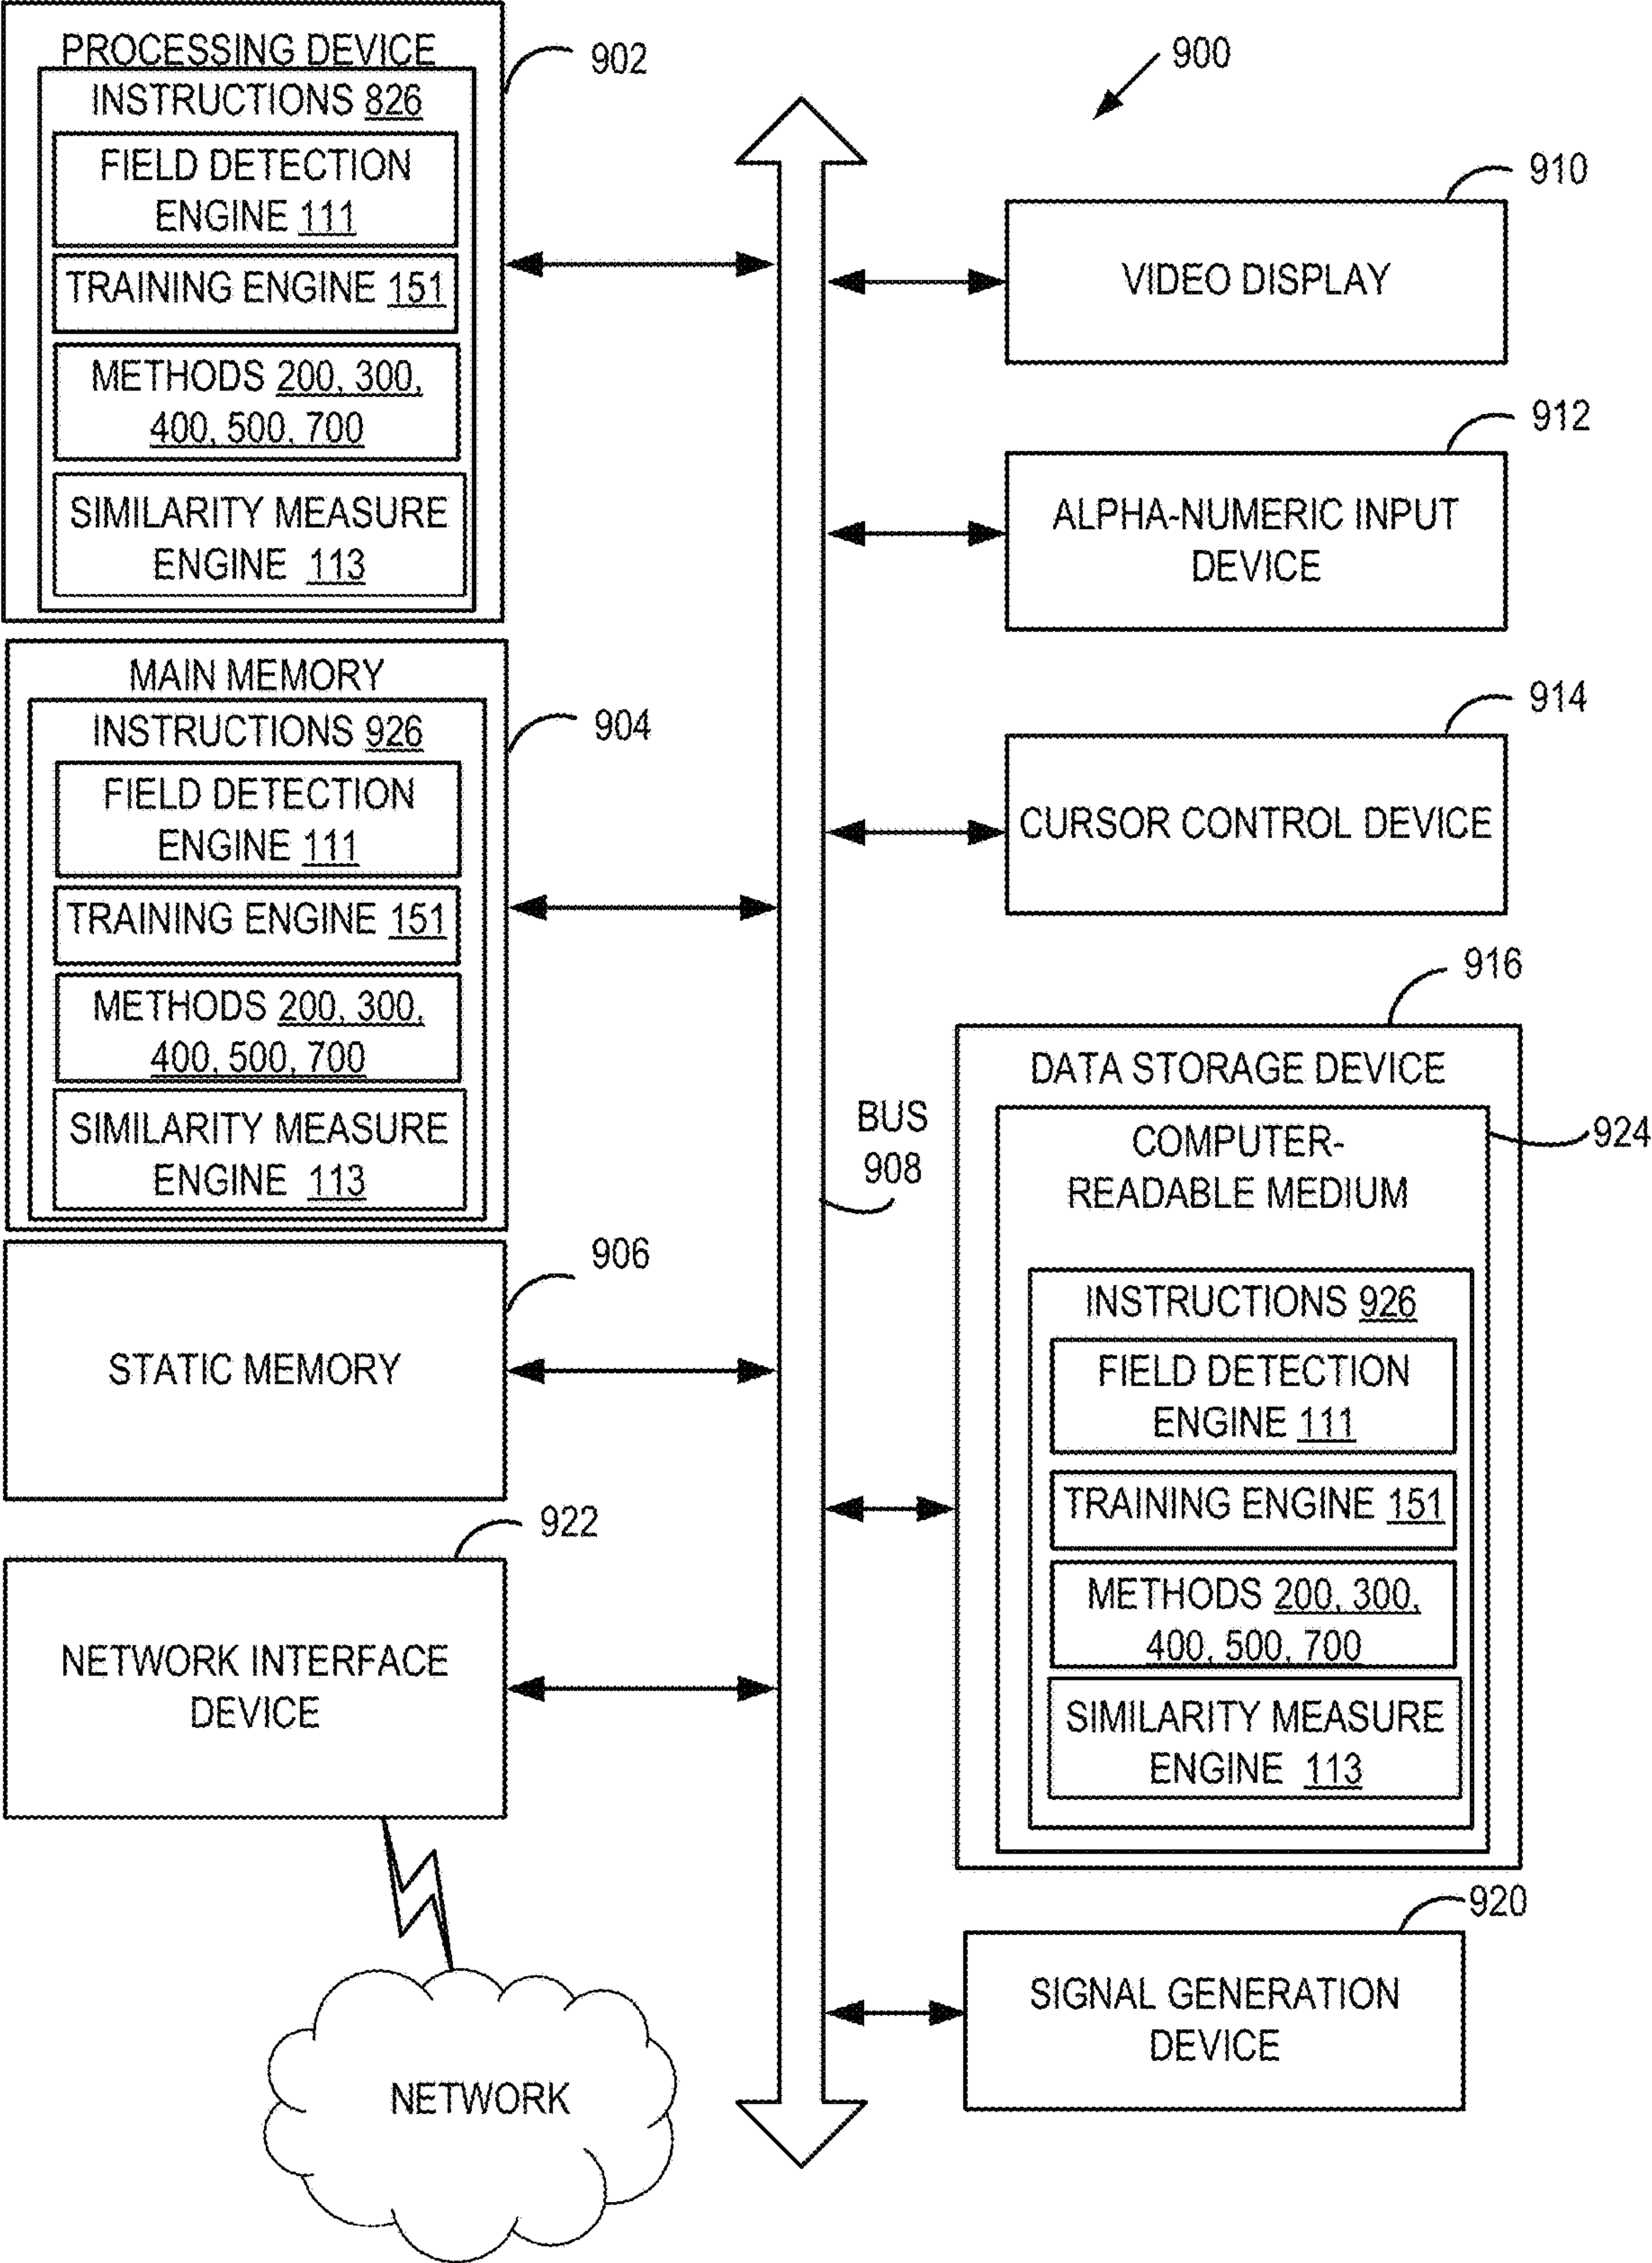 900
PROCESSING DEVICE
902
INSTRUCTIONS 826
FIELD DETECTION
ENGINE 111
TRAINING ENGINE 151
METHODS 200, 300,
400, 500, 700
SIMILARITY MEASURE
ENGINE 113
MAIN MEMORY
904
INSTRUCTIONS 926
FIELD DETECTION
ENGINE 111
TRAINING ENGINE 151
METHODS 200, 300,
400, 500, 700
SIMILARITY MEASURE
ENGINE 113
906
STATIC MEMORY
922
NETWORK INTERFACE
DEVICE
NETWORK
BUS
908
910
VIDEO DISPLAY
912
ALPHA-NUMERIC INPUT
DEVICE
914
CURSOR CONTROL DEVICE
916
DATA STORAGE DEVICE
COMPUTER-
READABLE MEDIUM
924
INSTRUCTIONS 926
FIELD DETECTION
ENGINE 111
TRAINING ENGINE 151
METHODS 200, 300,
400, 500, 700
SIMILARITY MEASURE
ENGINE 113
920
SIGNAL GENERATION
DEVICE